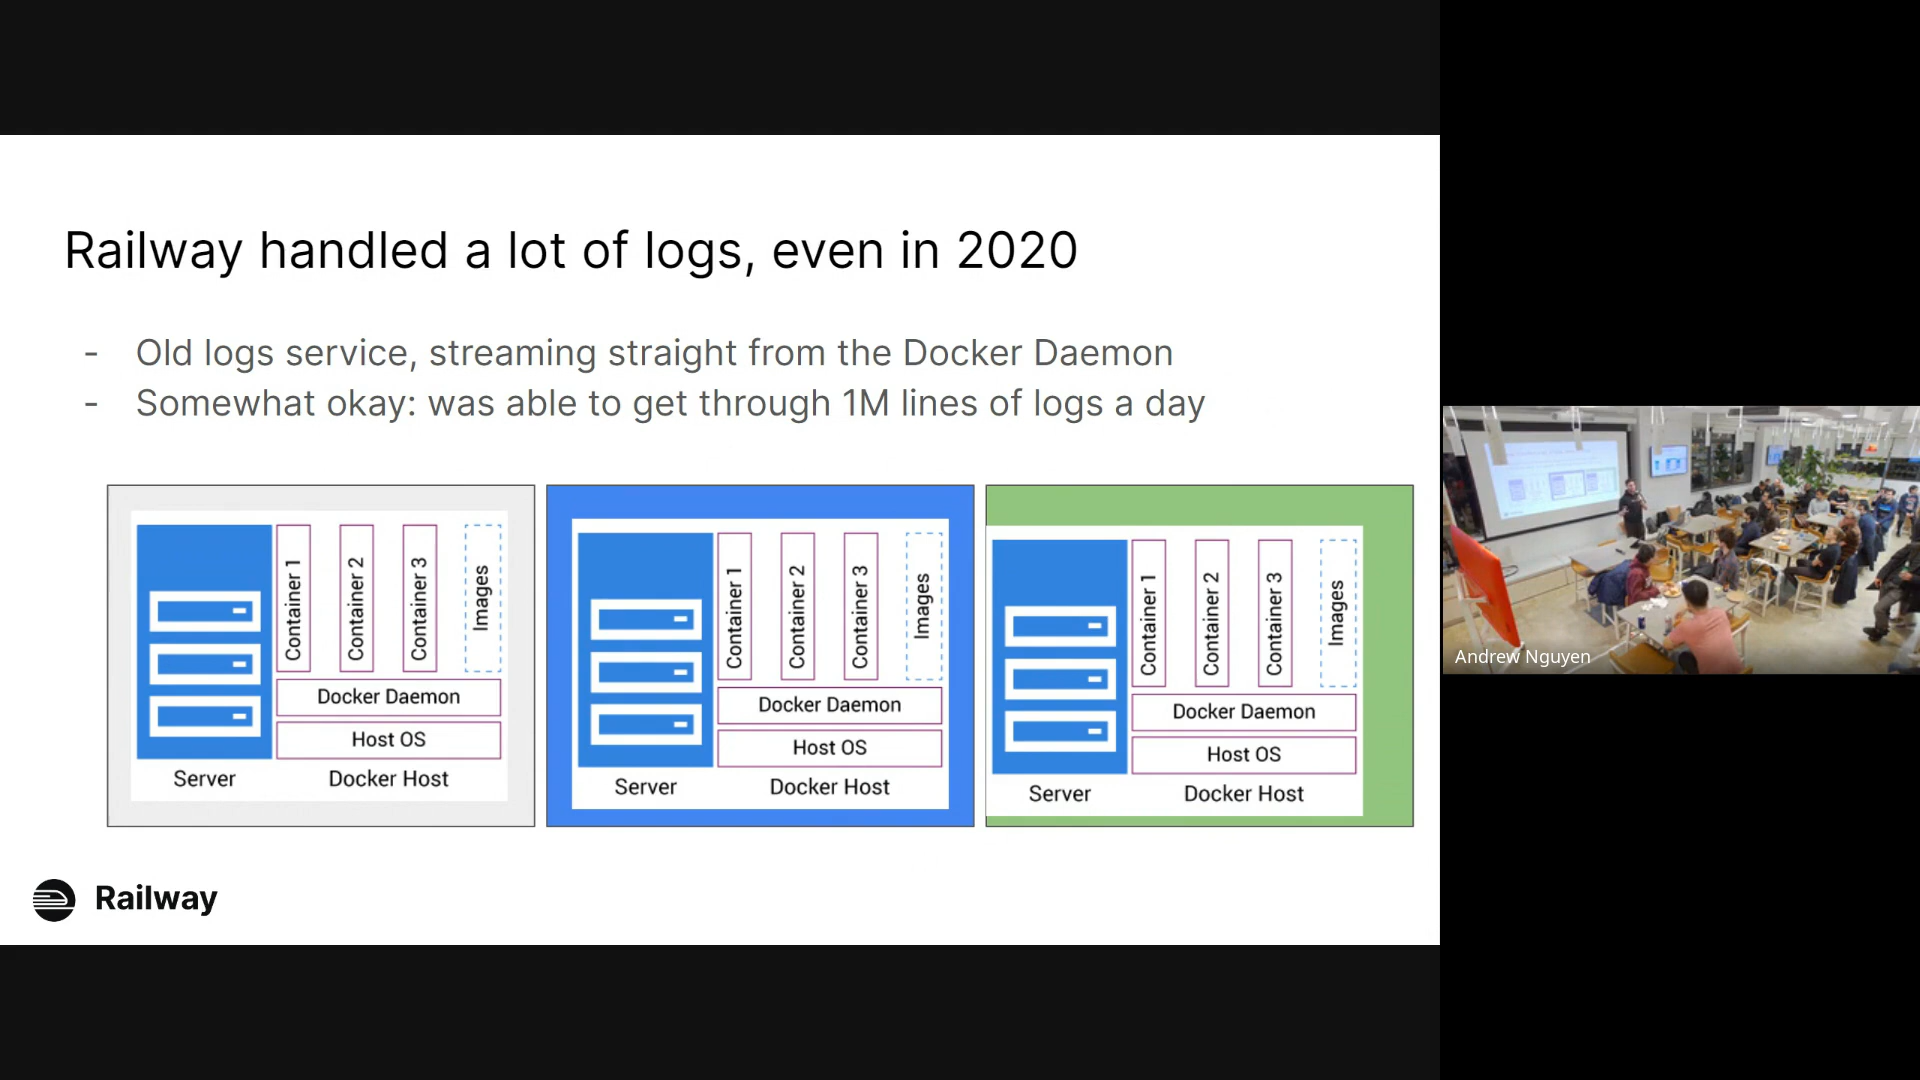 Railway handled a lot of logs, even in 2020
- Old logs service, streaming straight from the Docker Daemon
- Somewhat okay: was able to get through 1M lines of logs a day
Container 1
Container 2
Container 3
Images
Docker Daemon
Host OS
Server
Docker Host
Container 1
Container 2
Container 3
Images
Docker Daemon
Host OS
Server
Docker Host
Container 1
Container 2
Container 3
Images
Docker Daemon
Host OS
Server
Docker Host
Railway
Andrew Nguyen